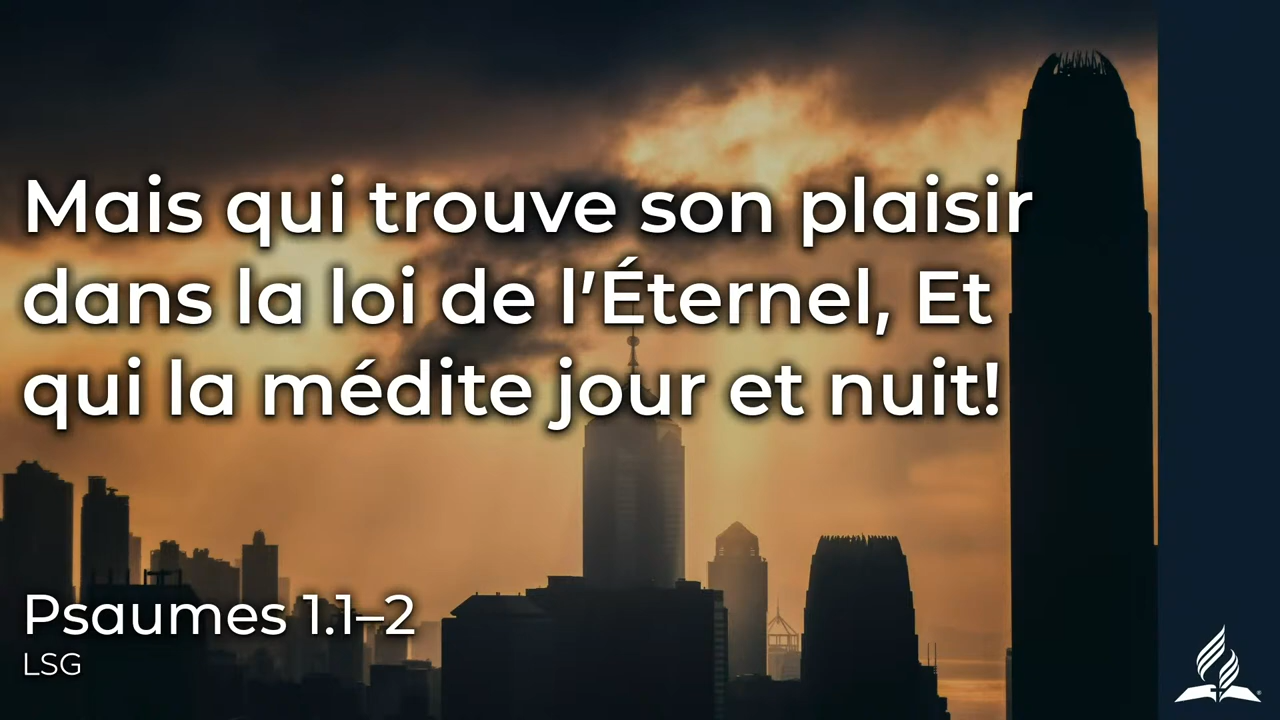 Mais qui trouve son plaisir
dans la loi de l’Éternel, Et
qui la médite jour et nuit!
Psaumes 1.1–2
LSG